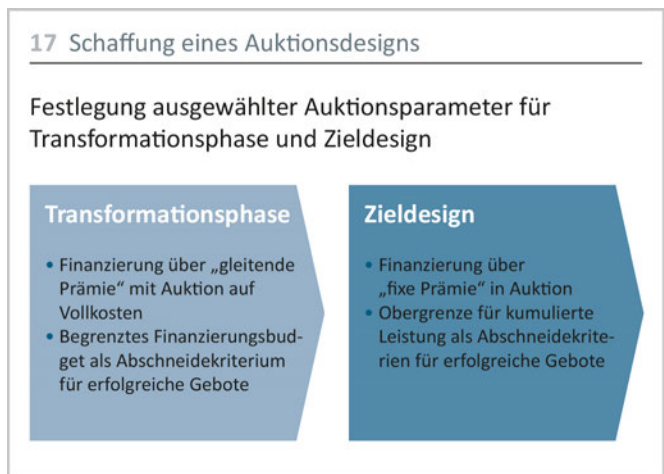 17 Schaffung eines Auktionsdesigns
Festlegung ausgewählter Auktionsparameter für
Transformationsphase und Zieldesign
Transformationsphase
• Finanzierung über „gleitende
Prämie“ mit Auktion auf
Vollkosten
• Begrenztes Finanzierungsbud-
get als Abschneidekriterium
für erfolgreiche Gebote
Zieldesign
• Finanzierung über
„fixe Prämie“ in Auktion
• Obergrenze für kumulierte
Leistung als Abschneidekrite-
rien für erfolgreiche Gebote